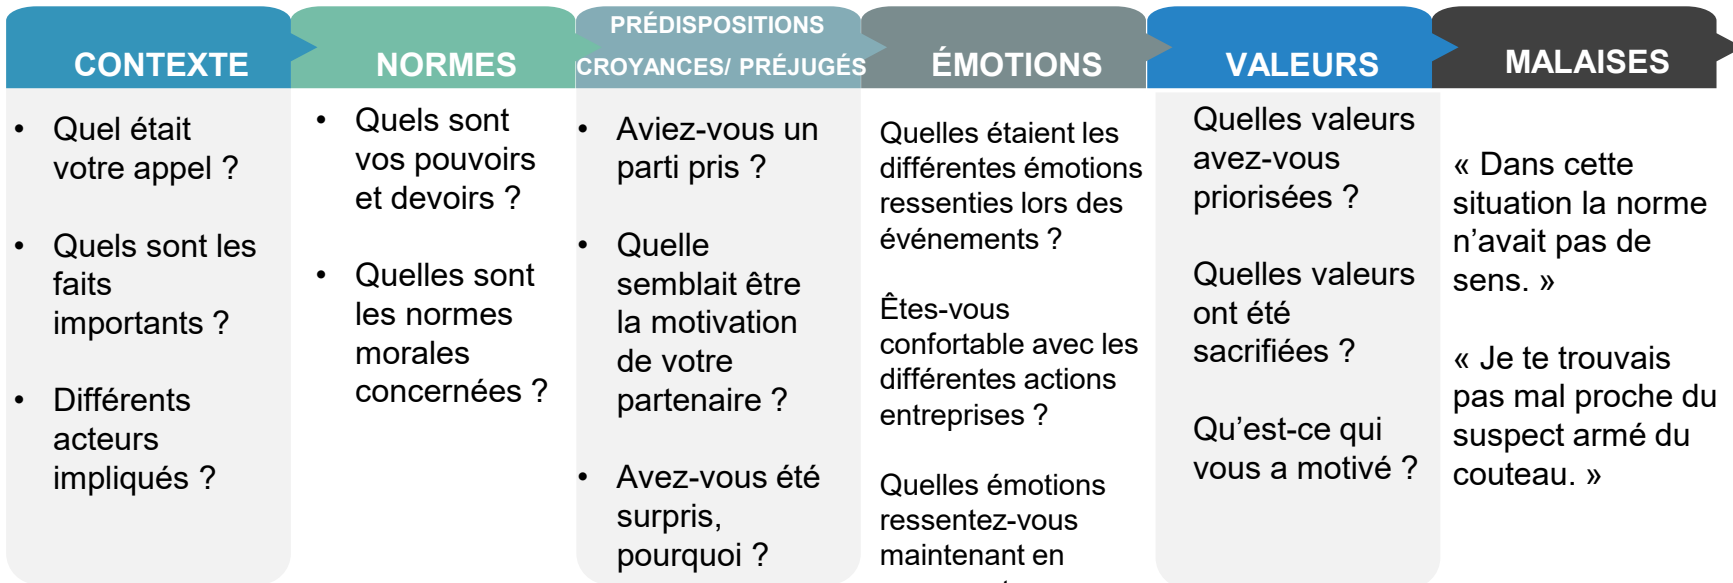 CONTEXTE
• Quel était
votre appel ?
• Quels sont les
faits
importants ?
• Différents
acteurs
impliqués ?
NORMES
• Quels sont
vos pouvoirs
et devoirs ?
• Quelles sont
les normes
morales
concernées ?
PRÉDISPOSITIONS
CROYANCES/ PRÉJUGÉS
• Aviez-vous un
parti pris ?
• Quelle
semblait être
la motivation
de votre
partenaire ?
• Avez-vous été
surpris,
pourquoi ?
ÉMOTIONS
Quelles étaient les
différentes émotions
ressenties lors des
événements ?
Êtes-vous
confortable avec les
différentes actions
entreprises ?
Quelles émotions
ressentez-vous
maintenant en
VALEURS
Quelles valeurs
avez-vous
priorisées ?
Quelles valeurs
ont été
sacrifiées ?
Qu’est-ce qui
vous a motivé ?
MALAISES
« Dans cette
situation la norme
n’avait pas de
sens. »
« Je te trouvais
pas mal proche du
suspect armé du
couteau. »